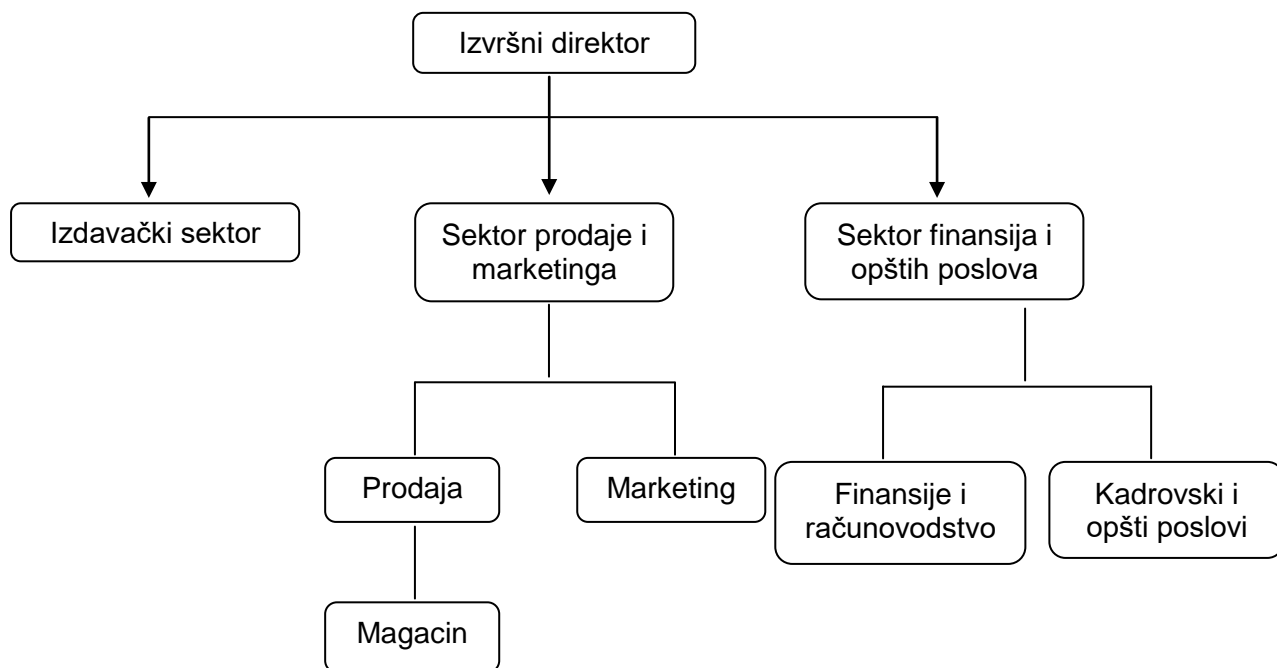 Izvršni direktor
Izdavački sektor
Sektor prodaje i
marketinga
Sektor finansija i
opštih poslova
Prodaja
Marketing
Finansije i
računovodstvo
Kadrovski i
opšti poslovi
Magacin